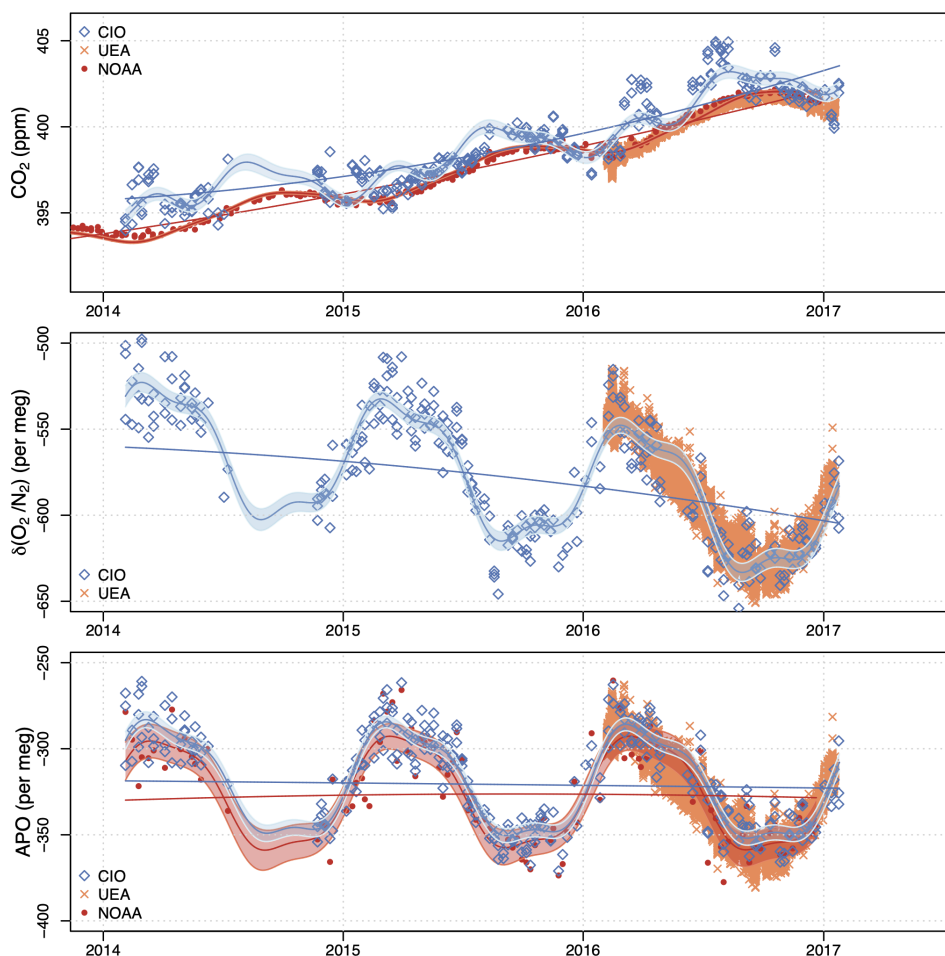 405
400
395
CO₂ (ppm)
CIO
UEA
NOAA
2014 2015 2016 2017
−500
−550
−600
−650
δ(O₂ /N₂) (per meg)
CIO
UEA
2014 2015 2016 2017
−250
−300
−350
−400
APO (per meg)
CIO
UEA
NOAA
2014 2015 2016 2017